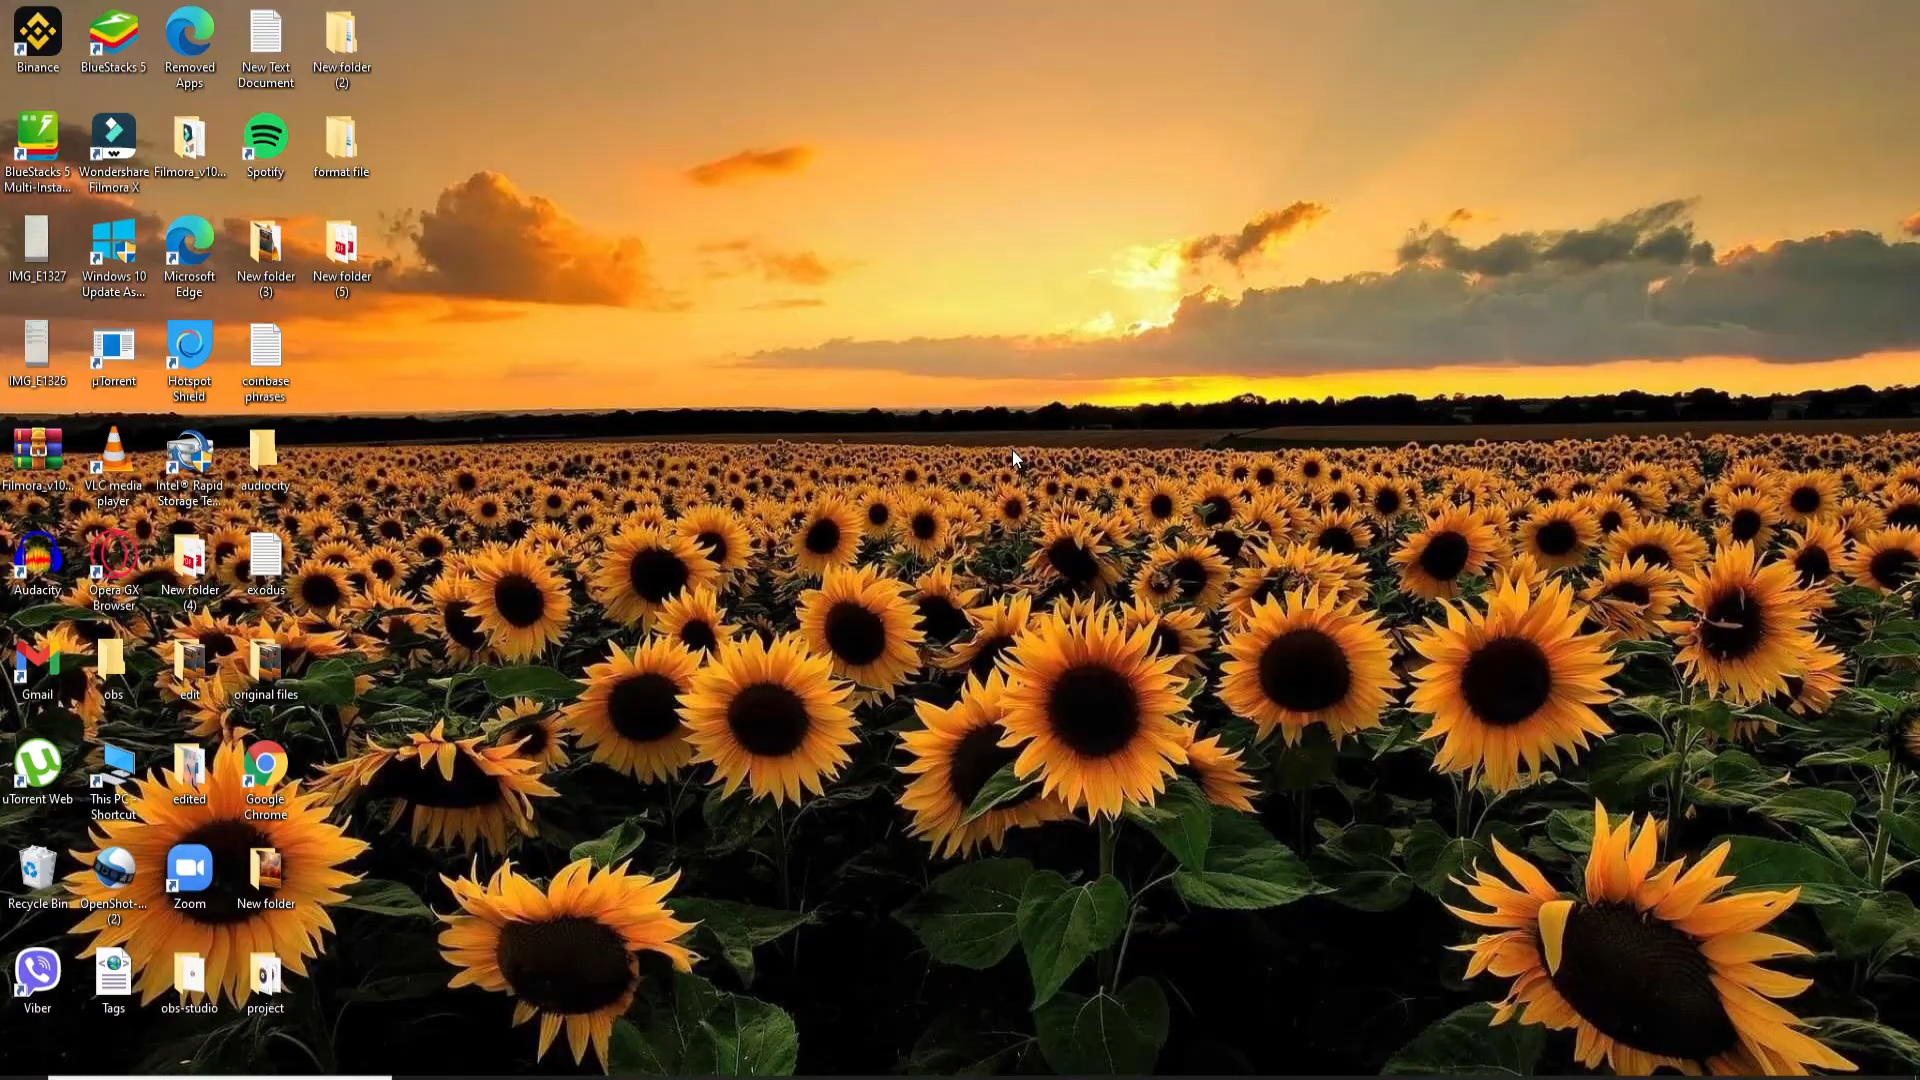 Binance
BlueStacks 5
Removed
Apps
New Text
Document
New folder
(2)
BlueStacks 5
Multi-Insta...
Wondershare
Filmora X
Filmora_v10...
Spotify
format file
IMG_E1327
Windows 10
Update As...
Microsoft
Edge
New folder
(3)
New folder
(5)
IMG_E1326
µTorrent
Hotspot
Shield
coinbase
phrases
Filmora_v10...
VLC media
player
Intel® Rapid
Storage Te...
audiocity
Audacity
Opera GX
Browser
New folder
(4)
exodus
Gmail
obs
edit
original files
uTorrent Web
This PC -
Shortcut
edited
Google
Chrome
Recycle Bin
OpenShot-...
(2)
Zoom
New folder
Viber
Tags
obs-studio
project